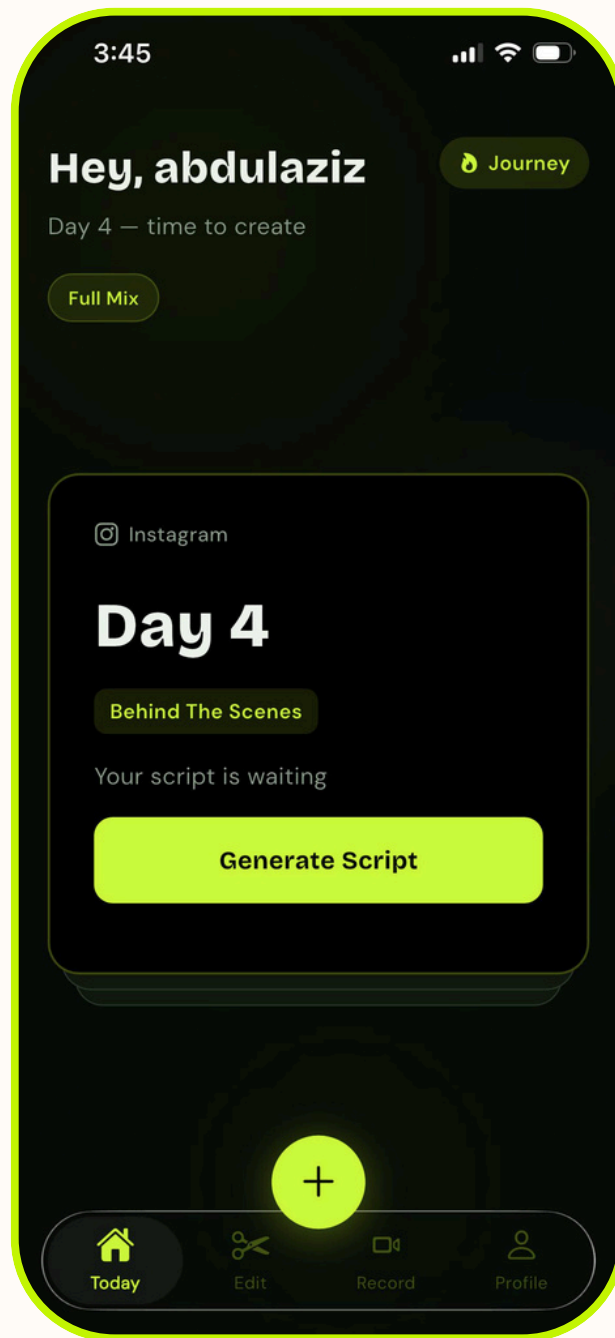 3:45
Hey, abdulaziz
Journey
Day 4 — time to create
Full Mix
Instagram
Day 4
Behind The Scenes
Your script is waiting
Generate Script
+
Today
Edit
Record
Profile